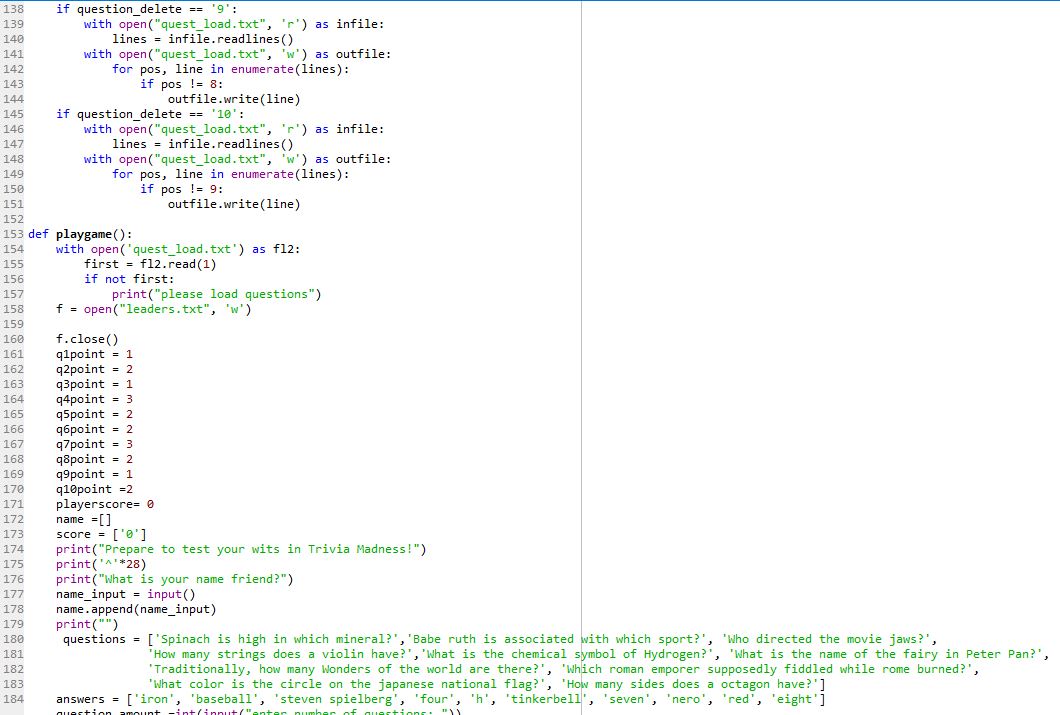 138 if question_delete == '9':
139 with open("quest_load.txt", 'r') as infile:
140 lines = infile.readlines()
141 with open("quest_load.txt", 'w') as outfile:
142 for pos, line in enumerate(lines):
143 if pos != 8:
144 outfile.write(line)
145 if question_delete == '10':
146 with open("quest_load.txt", 'r') as infile:
147 lines = infile.readlines()
148 with open("quest_load.txt", 'w') as outfile:
149 for pos, line in enumerate(lines):
150 if pos != 9:
151 outfile.write(line)
152
153 def playgame():
154 with open('quest_load.txt') as fl2:
155 first = fl2.read(1)
156 if not first:
157 print("please load questions")
158 f = open("leaders.txt", 'w')
159
160 f.close()
161 q1point = 1
162 q2point = 2
163 q3point = 1
164 q4point = 3
165 q5point = 2
166 q6point = 2
167 q7point = 3
168 q8point = 2
169 q9point = 1
170 q10point =2
171 playerscore= 0
172 name =[]
173 score = ['0']
174 print("Prepare to test your wits in Trivia Madness!")
175 print('^'*28)
176 print("What is your name friend?")
177 name_input = input()
178 name.append(name_input)
179 print("")
180 questions = ['Spinach is high in which mineral?','Babe ruth is associated with which sport?', 'Who directed the movie jaws?',
181 'How many strings does a violin have?','What is the chemical symbol of Hydrogen?', 'What is the name of the fairy in Peter Pan?',
182 'Traditionally, how many Wonders of the world are there?', 'Which roman emporer supposedly fiddled while rome burned?',
183 'What color is the circle on the japanese national flag?', 'How many sides does a octagon have?']
184 answers = ['iron', 'baseball', 'steven spielberg', 'four', 'h', 'tinkerbell', 'seven', 'nero', 'red', 'eight']
question_amount =int(input("enter number of questions: "))